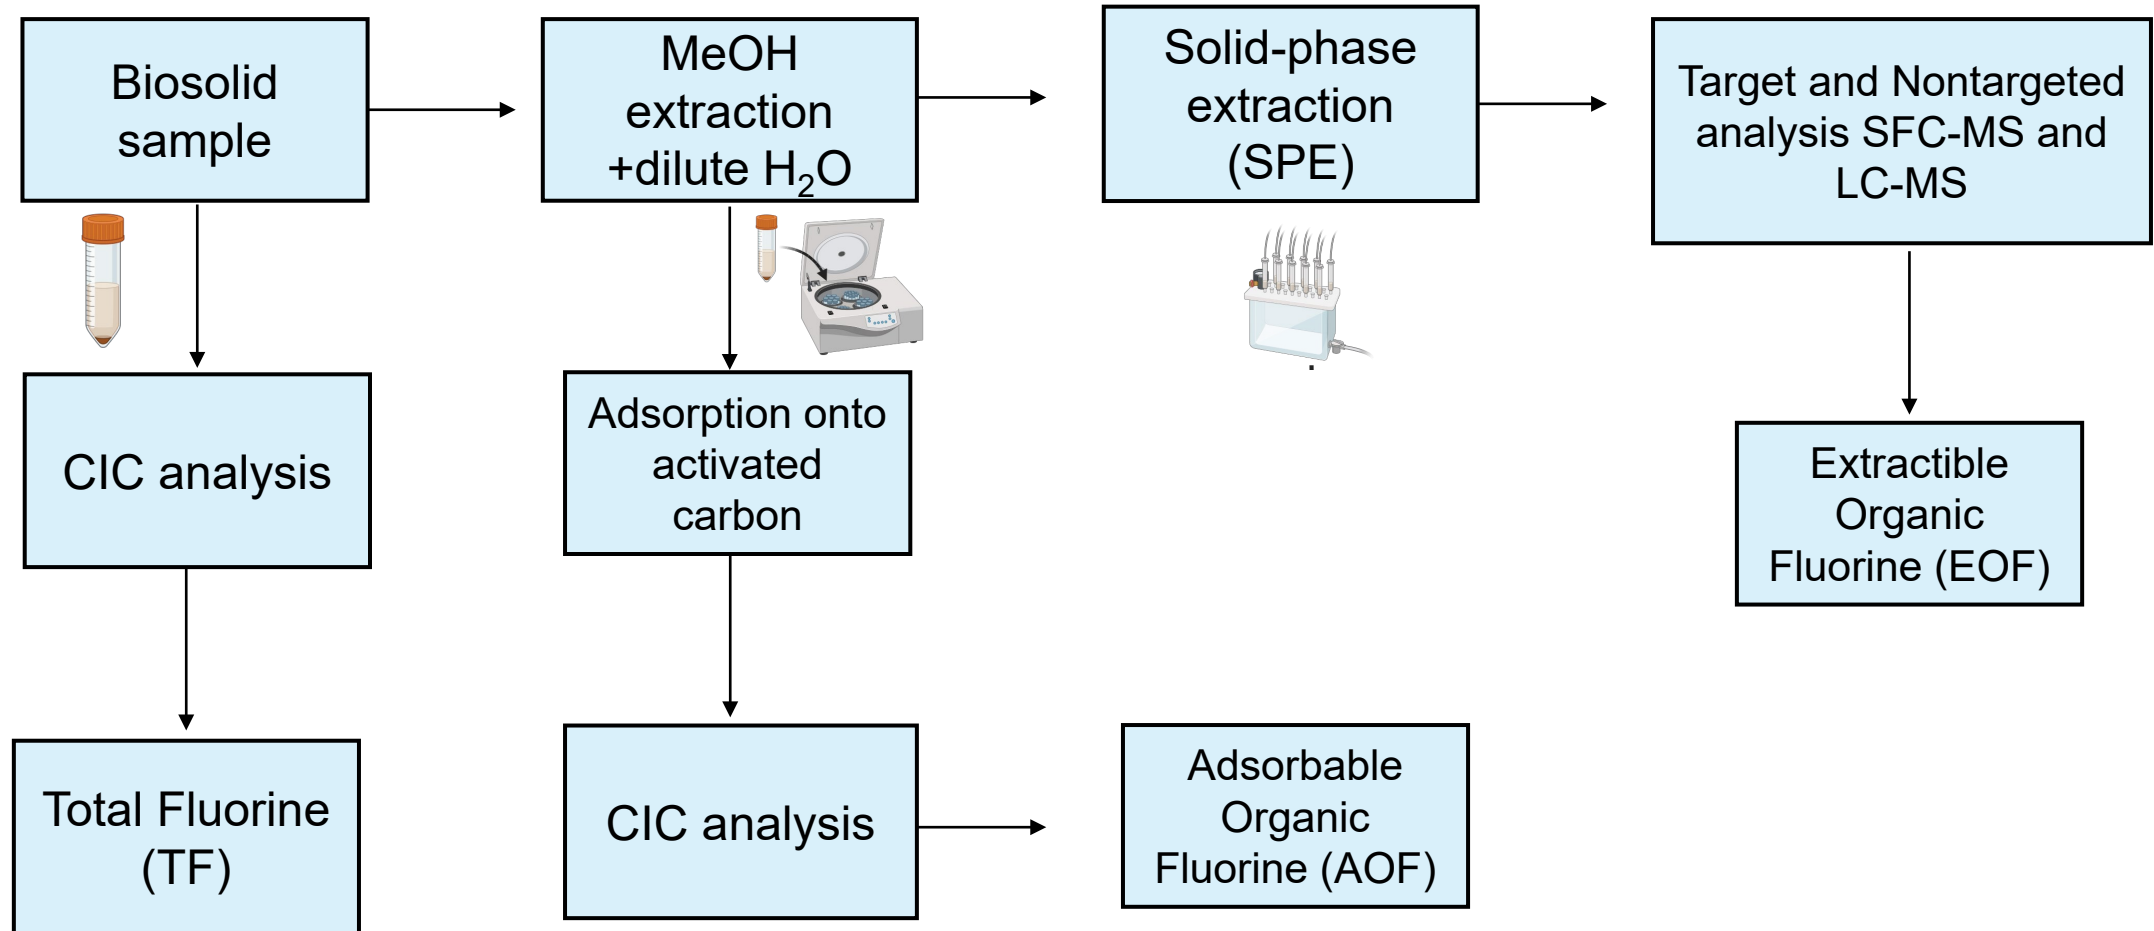 Biosolid
sample
MeOH
extraction
+dilute H₂O
Solid-phase
extraction
(SPE)
Target and Nontargeted
analysis SFC-MS and
LC-MS
CIC analysis
Adsorption onto
activated
carbon
Extractible
Organic
Fluorine (EOF)
Total Fluorine
(TF)
CIC analysis
Adsorbable
Organic
Fluorine (AOF)